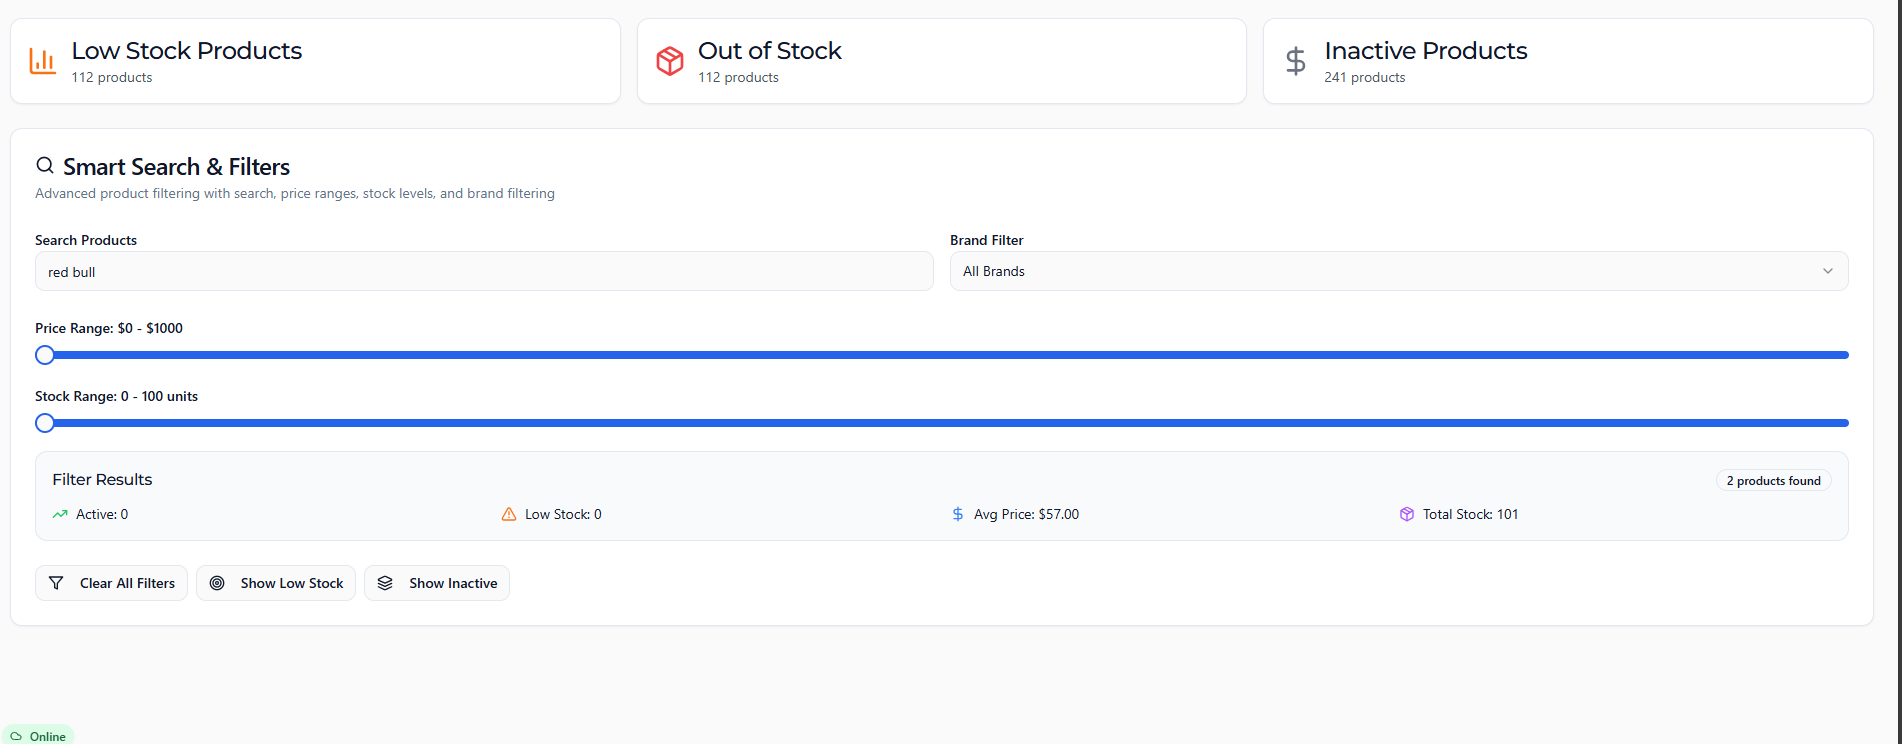 Low Stock Products
112 products
Out of Stock
112 products
Inactive Products
241 products
Smart Search & Filters
Advanced product filtering with search, price ranges, stock levels, and brand filtering
Search Products
red bull
Brand Filter
All Brands
Price Range: $0 - $1000
Stock Range: 0 - 100 units
Filter Results
2 products found
Active: 0
Low Stock: 0
Avg Price: $57.00
Total Stock: 101
Clear All Filters
Show Low Stock
Show Inactive
Online